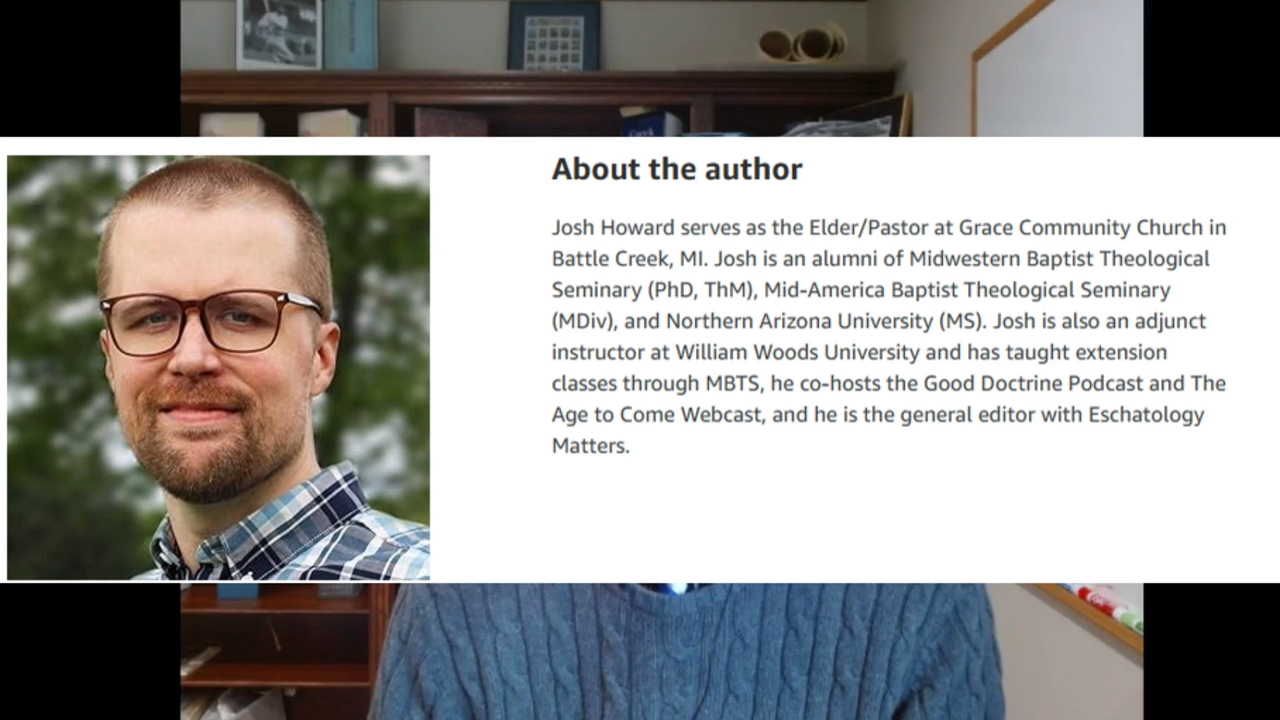 About the author
Josh Howard serves as the Elder/Pastor at Grace Community Church in
Battle Creek, MI. Josh is an alumni of Midwestern Baptist Theological
Seminary (PhD, ThM), Mid-America Baptist Theological Seminary
(MDiv), and Northern Arizona University (MS). Josh is also an adjunct
instructor at William Woods University and has taught extension
classes through MBTS, he co-hosts the Good Doctrine Podcast and The
Age to Come Webcast, and he is the general editor with Eschatology
Matters.